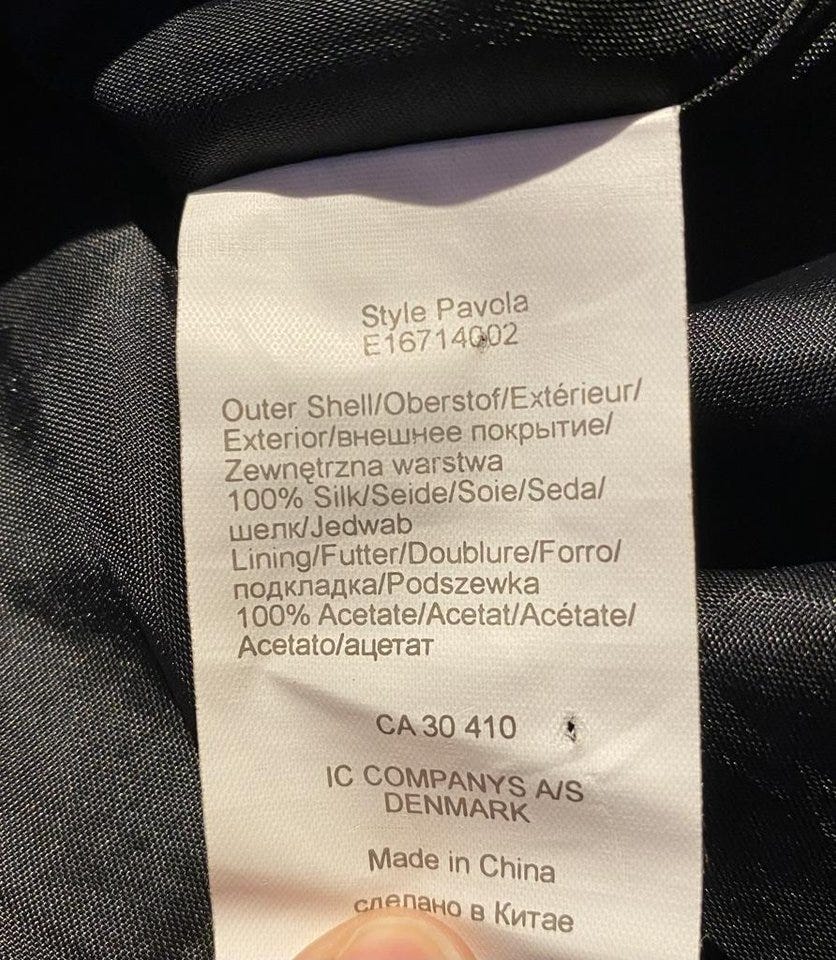 Style Pavola
E16714002
Outer Shell/Oberstof/Extérieur/
Exterior/внешнее покрытие/
Zewnętrzna warstwa
100% Silk/Seide/Soie/Seda/
шелк/Jedwab
Lining/Futter/Doublure/Forro/
подкладка/Podszewka
100% Acetate/Acetat/Acétate/
Acetato/ацетат
CA 30 410
IC COMPANYS A/S
DENMARK
Made in China
сделано в Китае